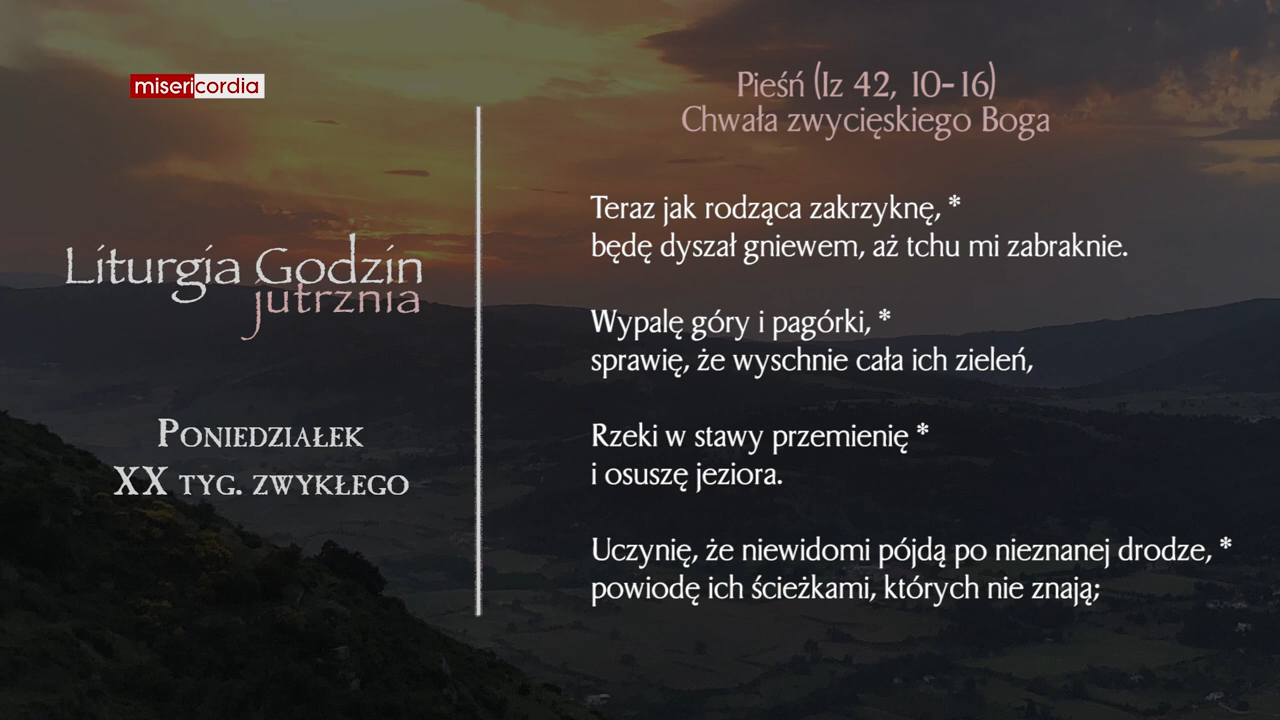 misericordia
Liturgia Godzin
jutrznia
Poniedziałek
XX tyg. zwykłego
Pieśń (Iz 42, 10-16)
Chwała zwycięskiego Boga
Teraz jak rodząca zakrzyknę, *
będę dyszał gniewem, aż tchu mi zabraknie.
Wypalę góry i pagórki, *
sprawię, że wyschnie cała ich zieleń,
Rzeki w stawy przemienię *
i osuszę jeziora.
Uczynię, że niewidomi pójdą po nieznanej drodze, *
powiodę ich ścieżkami, których nie znają;